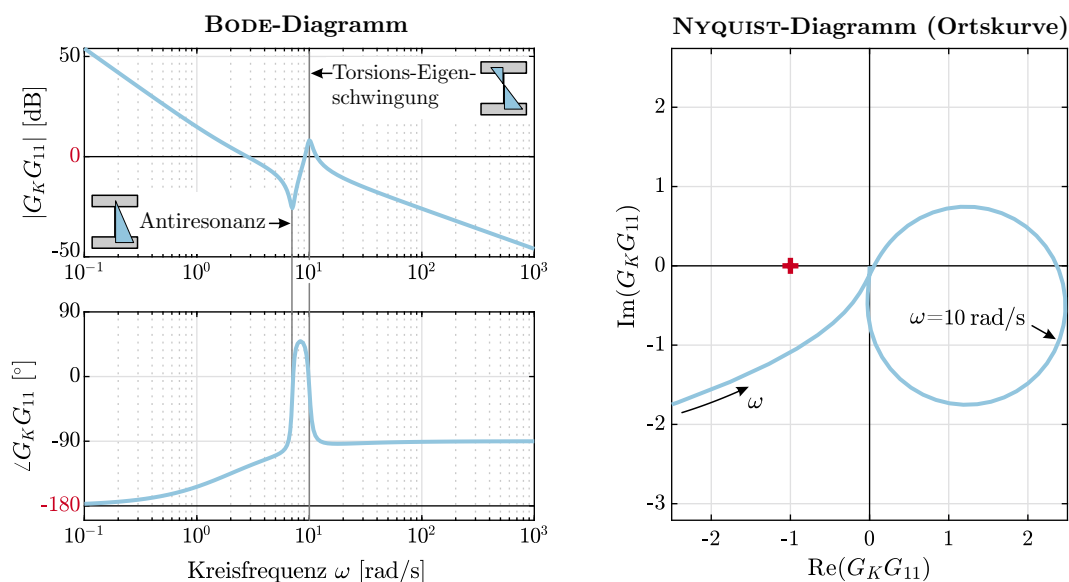 BODE-Diagramm
|G_K G_11| [dB]
50
0
-50
Torsions-Eigen-
schwingung
Antiresonanz
10^-1
10^0
10^1
10^2
10^3
∠G_K G_11 [°]
90
0
-90
-180
10^-1
10^0
10^1
10^2
10^3
Kreisfrequenz ω [rad/s]
NYQUIST-Diagramm (Ortskurve)
Im(G_K G_11)
2
1
0
-1
-2
-3
ω=10 rad/s
ω
-2
-1
0
1
2
Re(G_K G_11)